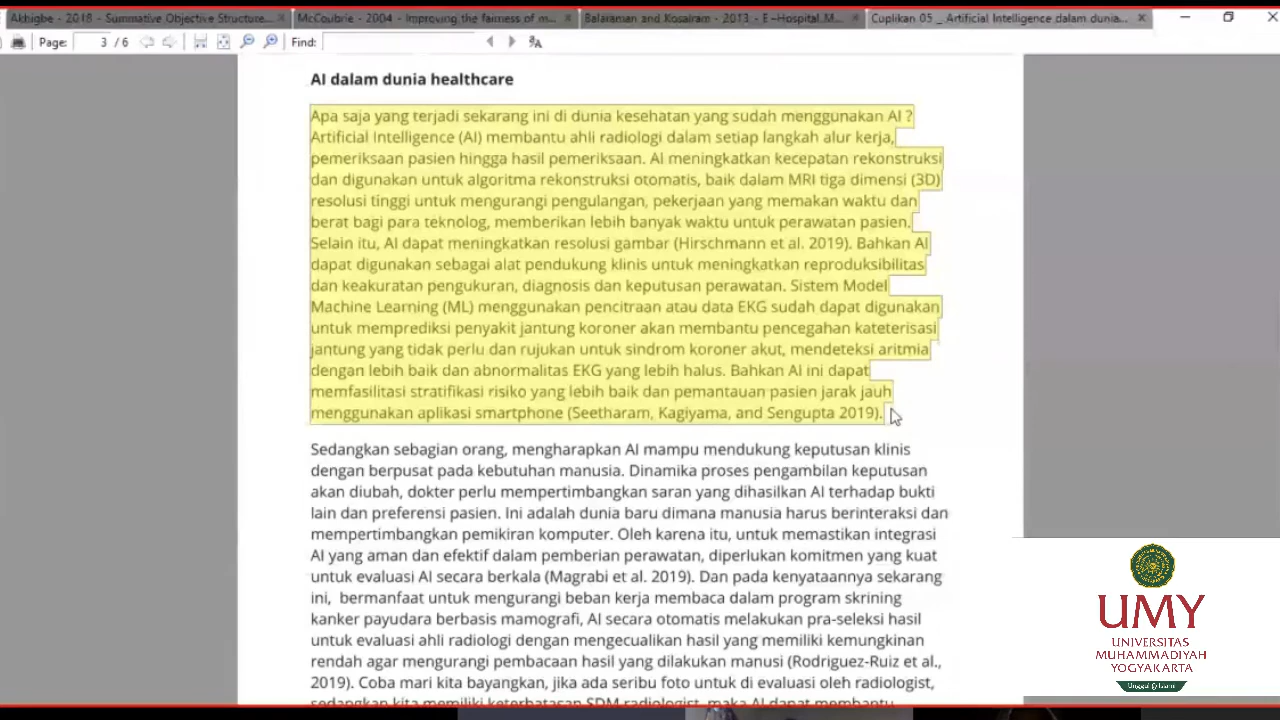 Akhigbe - 2018 - Summative Objective Structure...
McCoubrie - 2004 - Improving the fairness of m...
Balaraman and Kosalram - 2013 - E -Hospital M...
Cuplikan 05 _ Artificial Intelligence dalam dunia...
Page: 3 / 6 Find:
AI dalam dunia healthcare
Apa saja yang terjadi sekarang ini di dunia kesehatan yang sudah menggunakan AI ?
Artificial Intelligence (AI) membantu ahli radiologi dalam setiap langkah alur kerja,
pemeriksaan pasien hingga hasil pemeriksaan. AI meningkatkan kecepatan rekonstruksi
dan digunakan untuk algoritma rekonstruksi otomatis, baik dalam MRI tiga dimensi (3D)
resolusi tinggi untuk mengurangi pengulangan, pekerjaan yang memakan waktu dan
berat bagi para teknolog, memberikan lebih banyak waktu untuk perawatan pasien.
Selain itu, AI dapat meningkatkan resolusi gambar (Hirschmann et al. 2019). Bahkan AI
dapat digunakan sebagai alat pendukung klinis untuk meningkatkan reproduksibilitas
dan keakuratan pengukuran, diagnosis dan keputusan perawatan. Sistem Model
Machine Learning (ML) menggunakan pencitraan atau data EKG sudah dapat digunakan
untuk memprediksi penyakit jantung koroner akan membantu pencegahan kateterisasi
jantung yang tidak perlu dan rujukan untuk sindrom koroner akut, mendeteksi aritmia
dengan lebih baik dan abnormalitas EKG yang lebih halus. Bahkan AI ini dapat
memfasilitasi stratifikasi risiko yang lebih baik dan pemantauan pasien jarak jauh
menggunakan aplikasi smartphone (Seetharam, Kagiyama, and Sengupta 2019).
Sedangkan sebagian orang, mengharapkan AI mampu mendukung keputusan klinis
dengan berpusat pada kebutuhan manusia. Dinamika proses pengambilan keputusan
akan diubah, dokter perlu mempertimbangkan saran yang dihasilkan AI terhadap bukti
lain dan preferensi pasien. Ini adalah dunia baru dimana manusia harus berinteraksi dan
mempertimbangkan pemikiran komputer. Oleh karena itu, untuk memastikan integrasi
AI yang aman dan efektif dalam pemberian perawatan, diperlukan komitmen yang kuat
untuk evaluasi AI secara berkala (Magrabi et al. 2019). Dan pada kenyataannya sekarang
ini, bermanfaat untuk mengurangi beban kerja membaca dalam program skrining
kanker payudara berbasis mamografi, AI secara otomatis melakukan pra-seleksi hasil
untuk evaluasi ahli radiologi dengan mengecualikan hasil yang memiliki kemungkinan
rendah agar mengurangi pembacaan hasil yang dilakukan manusi (Rodriguez-Ruiz et al.,
2019). Coba mari kita bayangkan, jika ada seribu foto untuk di evaluasi oleh radiologist,
sedangkan kita memiliki keterbatasan SDM radiologist, maka AI dapat membantu
UMY
UNIVERSITAS
MUHAMMADIYAH
YOGYAKARTA
Unggul & Islami